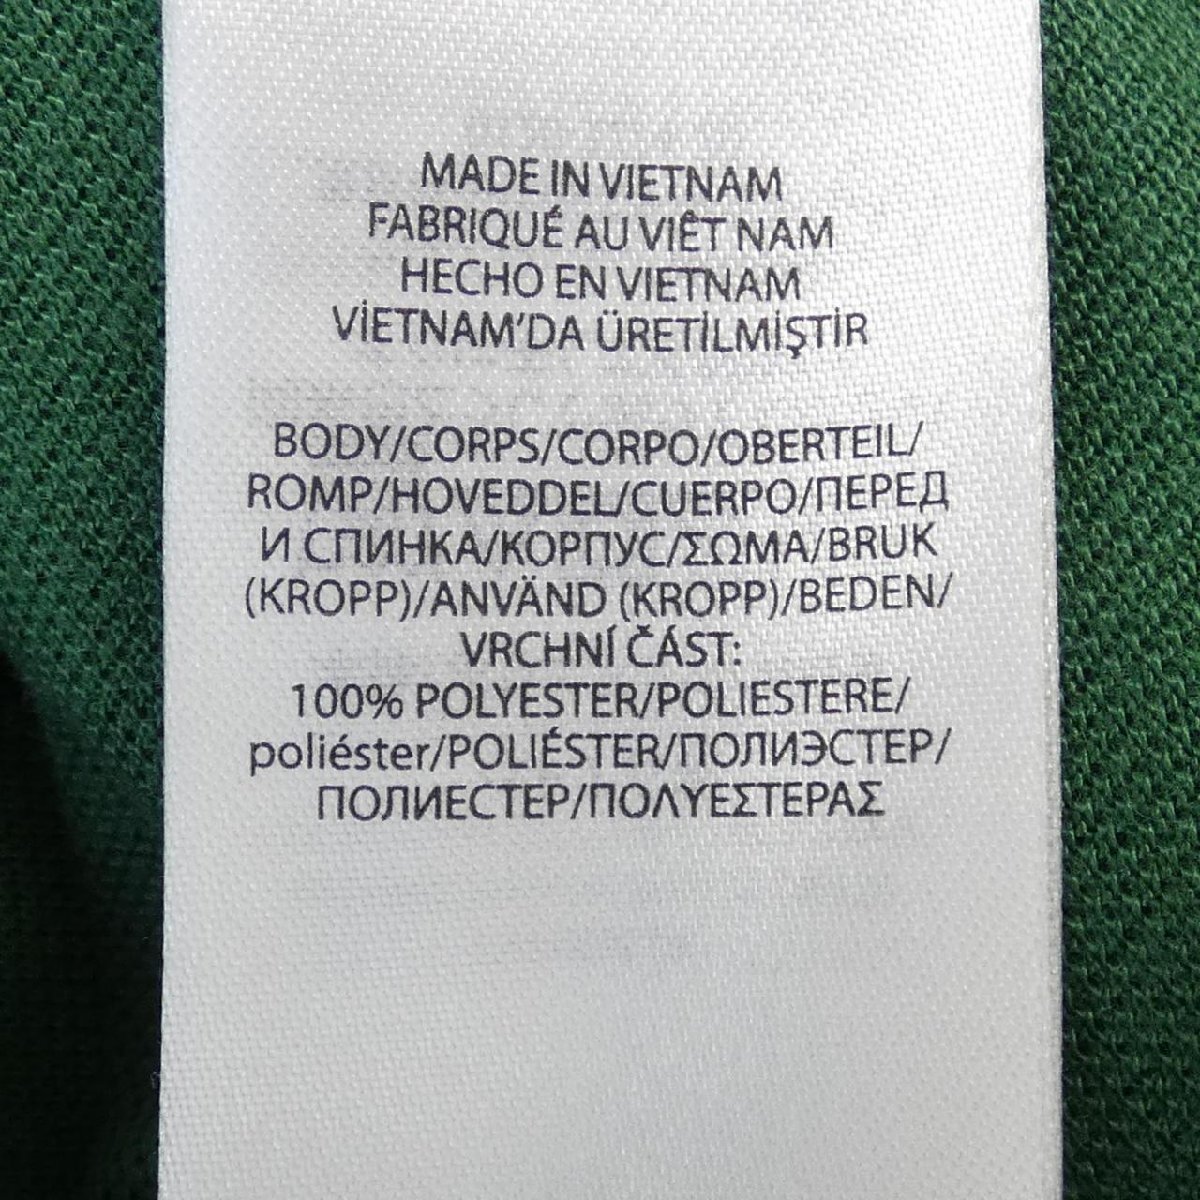 MADE IN VIETNAM
FABRIQUÉ AU VIÊT NAM
HECHO EN VIETNAM
VİETNAM'DA ÜRETİLMİŞTİR
BODY/CORPS/CORPO/OBERTEIL/
ROMP/HOVEDDEL/CUERPO/ПЕРЕД
И СПИНКА/КОРПУС/ΣΩΜΑ/BRUK
(KROPP)/ANVÄND (KROPP)/BEDEN/
VRCHNÍ ČÁST:
100% POLYESTER/POLIESTERE/
poliéster/POLIÉSTER/ПОЛИЭСТЕР/
ПОЛИЕСТЕР/ΠΟΛΥΕΣΤΕΡΑΣ